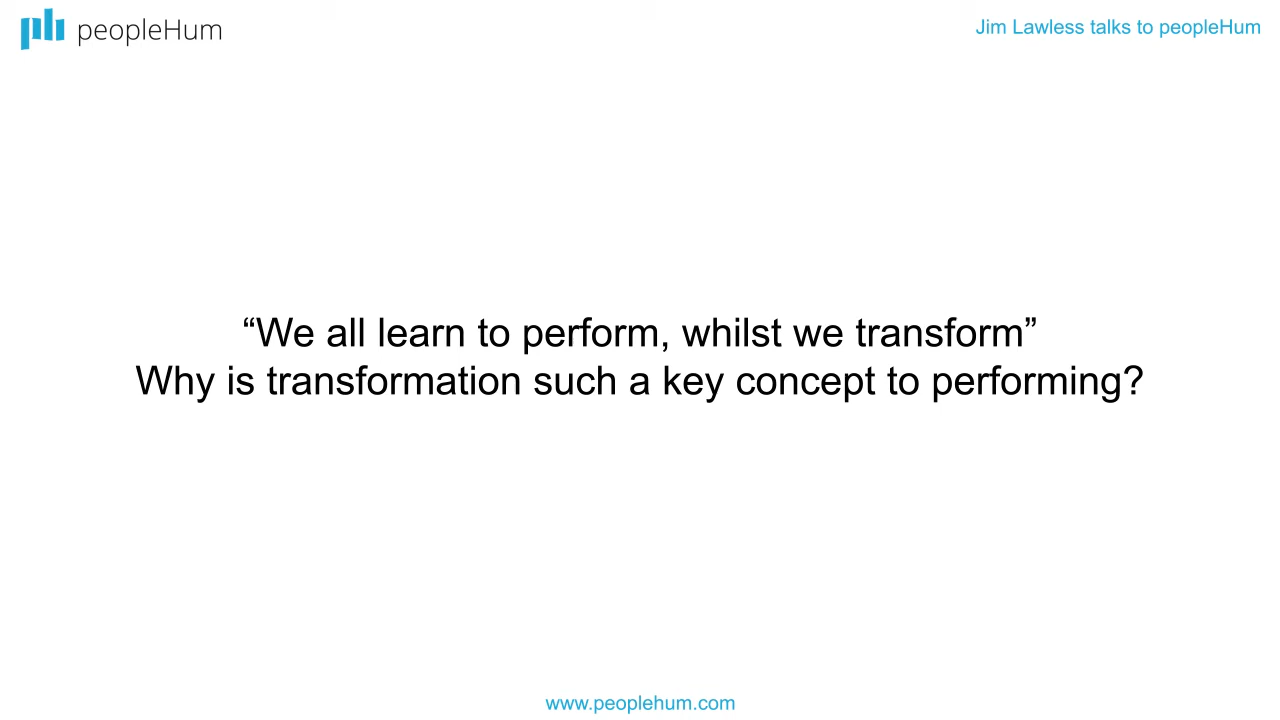 peopleHum
Jim Lawless talks to peopleHum
“We all learn to perform, whilst we transform”
Why is transformation such a key concept to performing?
www.peoplehum.com